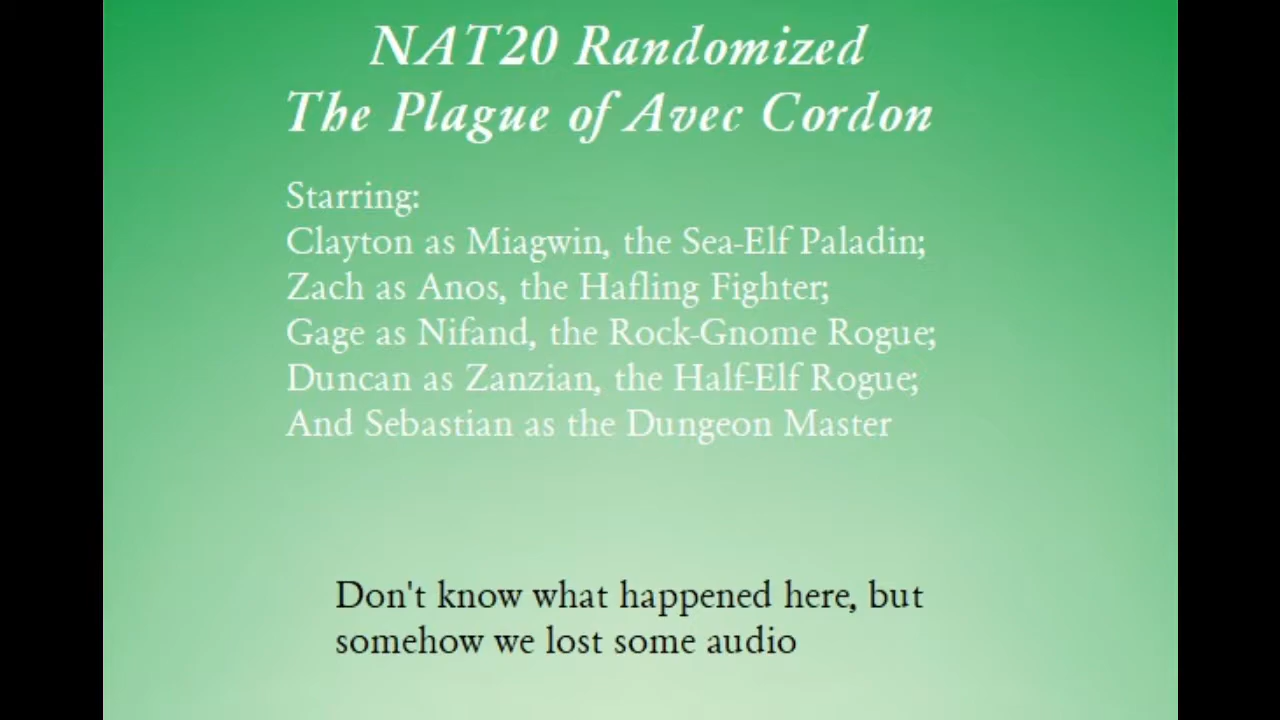 NAT20 Randomized
The Plague of Avec Cordon
Starring:
Clayton as Miagwin, the Sea-Elf Paladin;
Zach as Anos, the Hafling Fighter;
Gage as Nifand, the Rock-Gnome Rogue;
Duncan as Zanzian, the Half-Elf Rogue;
And Sebastian as the Dungeon Master
Don't know what happened here, but
somehow we lost some audio